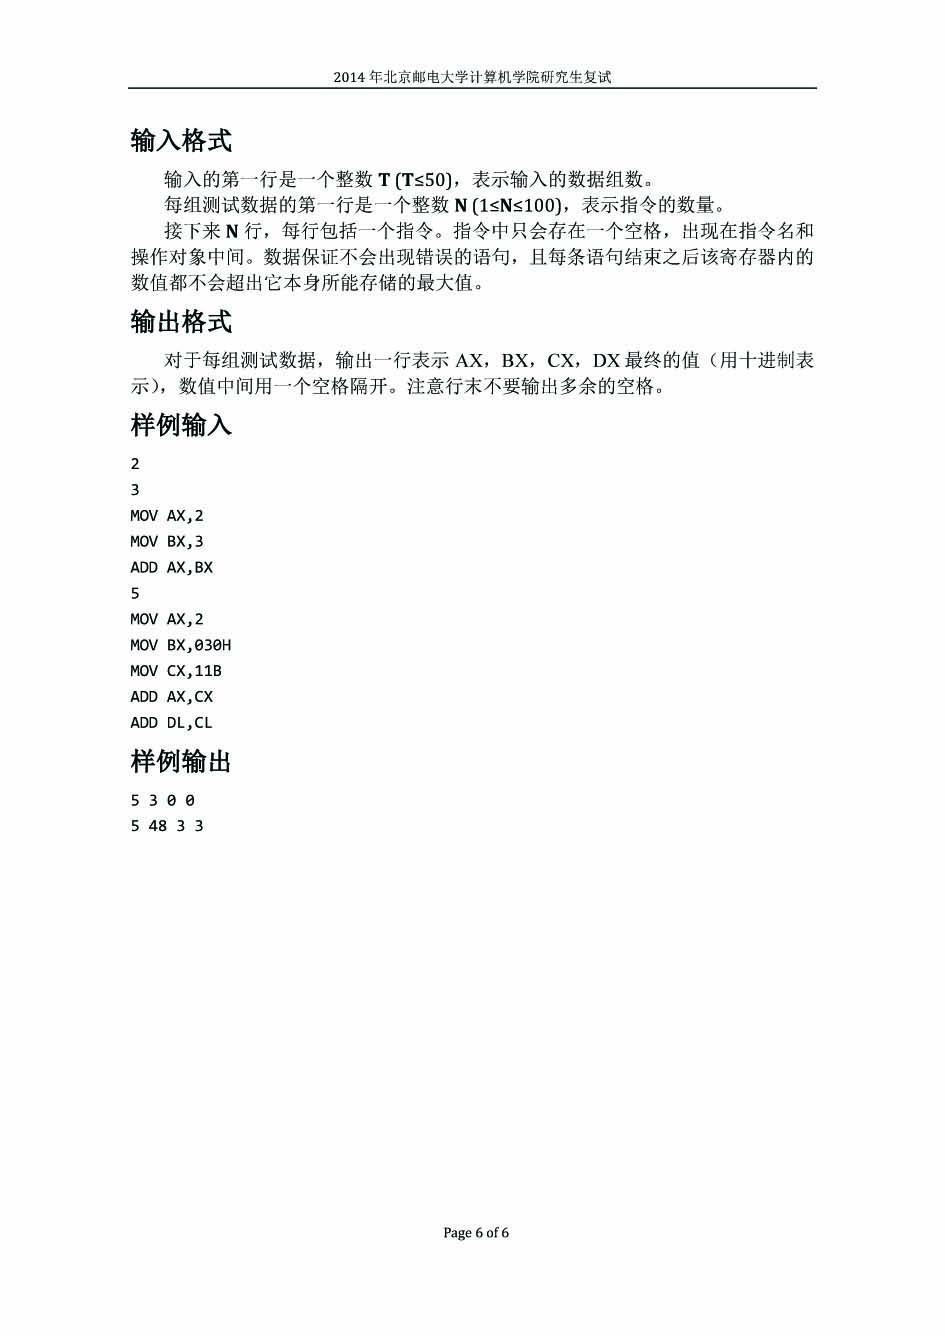 2014 年北京邮电大学计算机学院研究生复试
输入格式
输入的第一行是一个整数 T (T≤50)，表示输入的数据组数。
每组测试数据的第一行是一个整数 N (1≤N≤100)，表示指令的数量。
接下来 N 行，每行包括一个指令。指令中只会存在一个空格，出现在指令名和
操作对象中间。数据保证不会出现错误的语句，且每条语句结束之后该寄存器内的
数值都不会超出它本身所能存储的最大值。
输出格式
对于每组测试数据，输出一行表示 AX，BX，CX，DX 最终的值（用十进制表
示），数值中间用一个空格隔开。注意行末不要输出多余的空格。
样例输入
2
3
MOV AX,2
MOV BX,3
ADD AX,BX
5
MOV AX,2
MOV BX,030H
MOV CX,11B
ADD AX,CX
ADD DL,CL
样例输出
5 3 0 0
5 48 3 3
Page 6 of 6